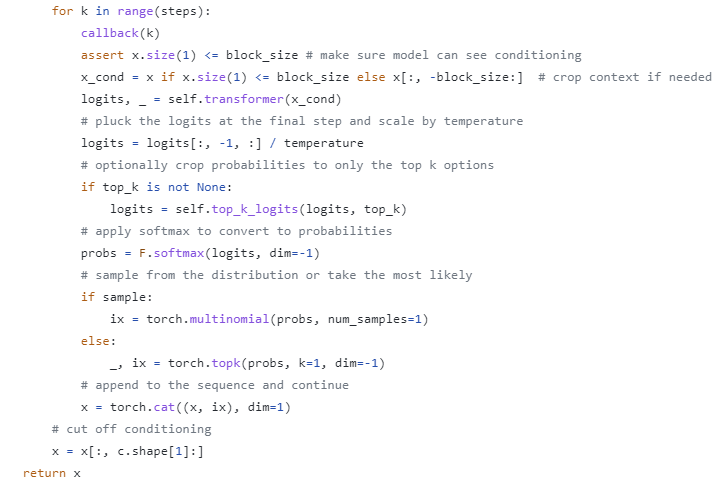 for k in range(steps):
callback(k)
assert x.size(1) <= block_size # make sure model can see conditioning
x_cond = x if x.size(1) <= block_size else x[:, -block_size:]  # crop context if needed
logits, _ = self.transformer(x_cond)
# pluck the logits at the final step and scale by temperature
logits = logits[:, -1, :] / temperature
# optionally crop probabilities to only the top k options
if top_k is not None:
logits = self.top_k_logits(logits, top_k)
# apply softmax to convert to probabilities
probs = F.softmax(logits, dim=-1)
# sample from the distribution or take the most likely
if sample:
ix = torch.multinomial(probs, num_samples=1)
else:
_, ix = torch.topk(probs, k=1, dim=-1)
# append to the sequence and continue
x = torch.cat((x, ix), dim=1)
# cut off conditioning
x = x[:, c.shape[1]:]
return x